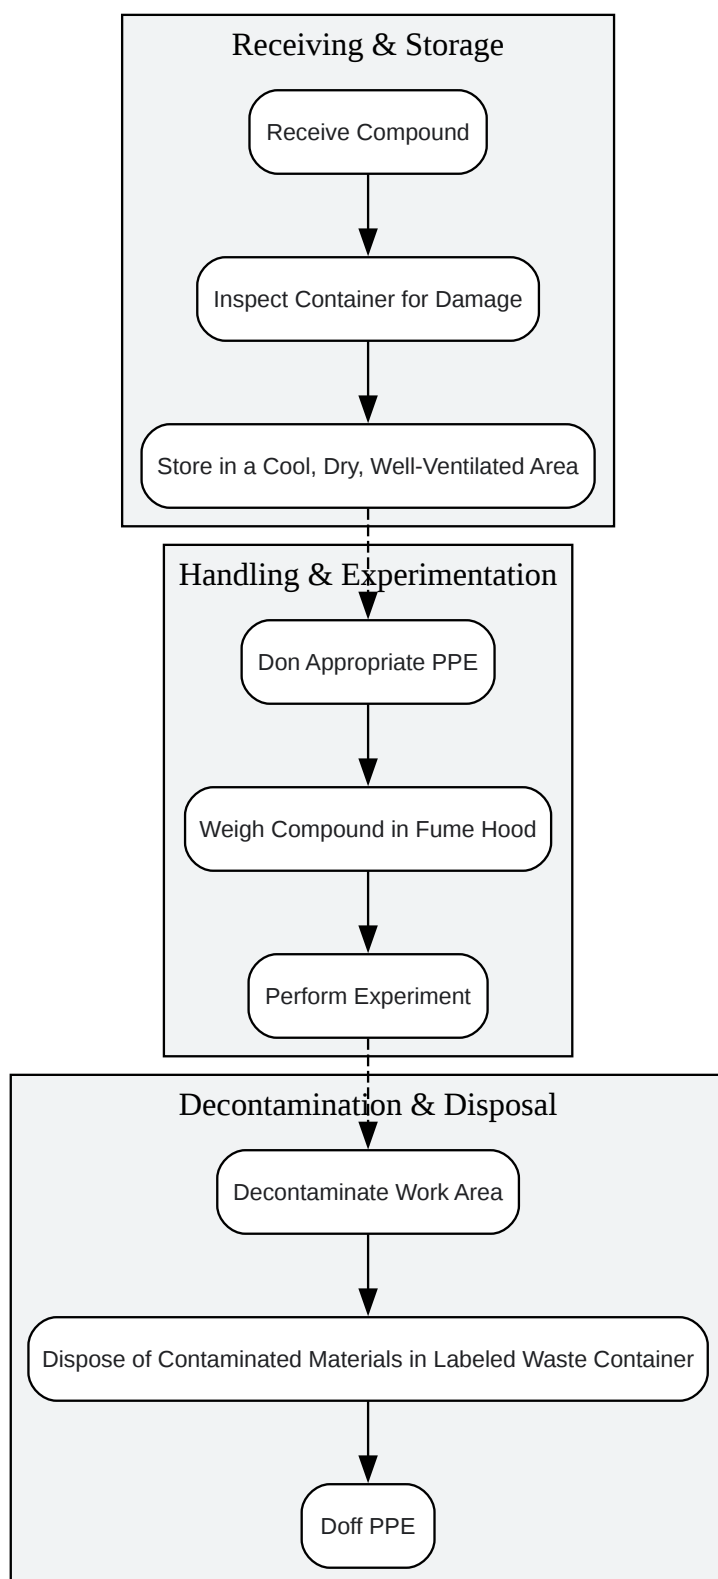 Receiving & Storage
Receive Compound
Inspect Container for Damage
Store in a Cool, Dry, Well-Ventilated Area
Handling & Experimentation
Don Appropriate PPE
Weigh Compound in Fume Hood
Perform Experiment
Decontamination & Disposal
Decontaminate Work Area
Dispose of Contaminated Materials in Labeled Waste Container
Doff PPE